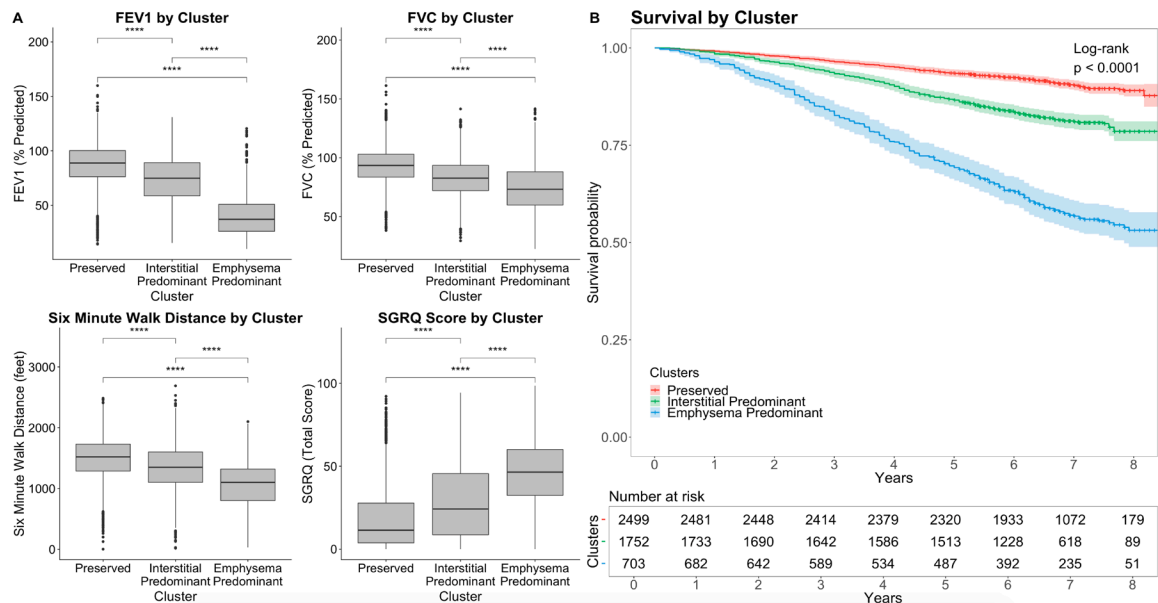 A
FEV1 by Cluster
****
****
****
200
150
100
50
FEV1 (% Predicted)
Preserved
Interstitial
Predominant
Emphysema
Predominant
Cluster
FVC by Cluster
****
****
****
200
150
100
50
FVC (% Predicted)
Preserved
Interstitial
Predominant
Emphysema
Predominant
Cluster
Six Minute Walk Distance by Cluster
****
****
****
3000
2000
1000
0
Six Minute Walk Distance (feet)
Preserved
Interstitial
Predominant
Emphysema
Predominant
Cluster
SGRQ Score by Cluster
****
****
****
100
50
0
SGRQ (Total Score)
Preserved
Interstitial
Predominant
Emphysema
Predominant
Cluster
B
Survival by Cluster
Log-rank
p < 0.0001
1.00
0.75
0.50
0.25
0.00
Survival probability
Clusters
Preserved
Interstitial Predominant
Emphysema Predominant
0 1 2 3 4 5 6 7 8
Years
Number at risk
Clusters
2499 2481 2448 2414 2379 2320 1933 1072 179
1752 1733 1690 1642 1586 1513 1228 618 89
703 682 642 589 534 487 392 235 51
0 1 2 3 4 5 6 7 8
Years